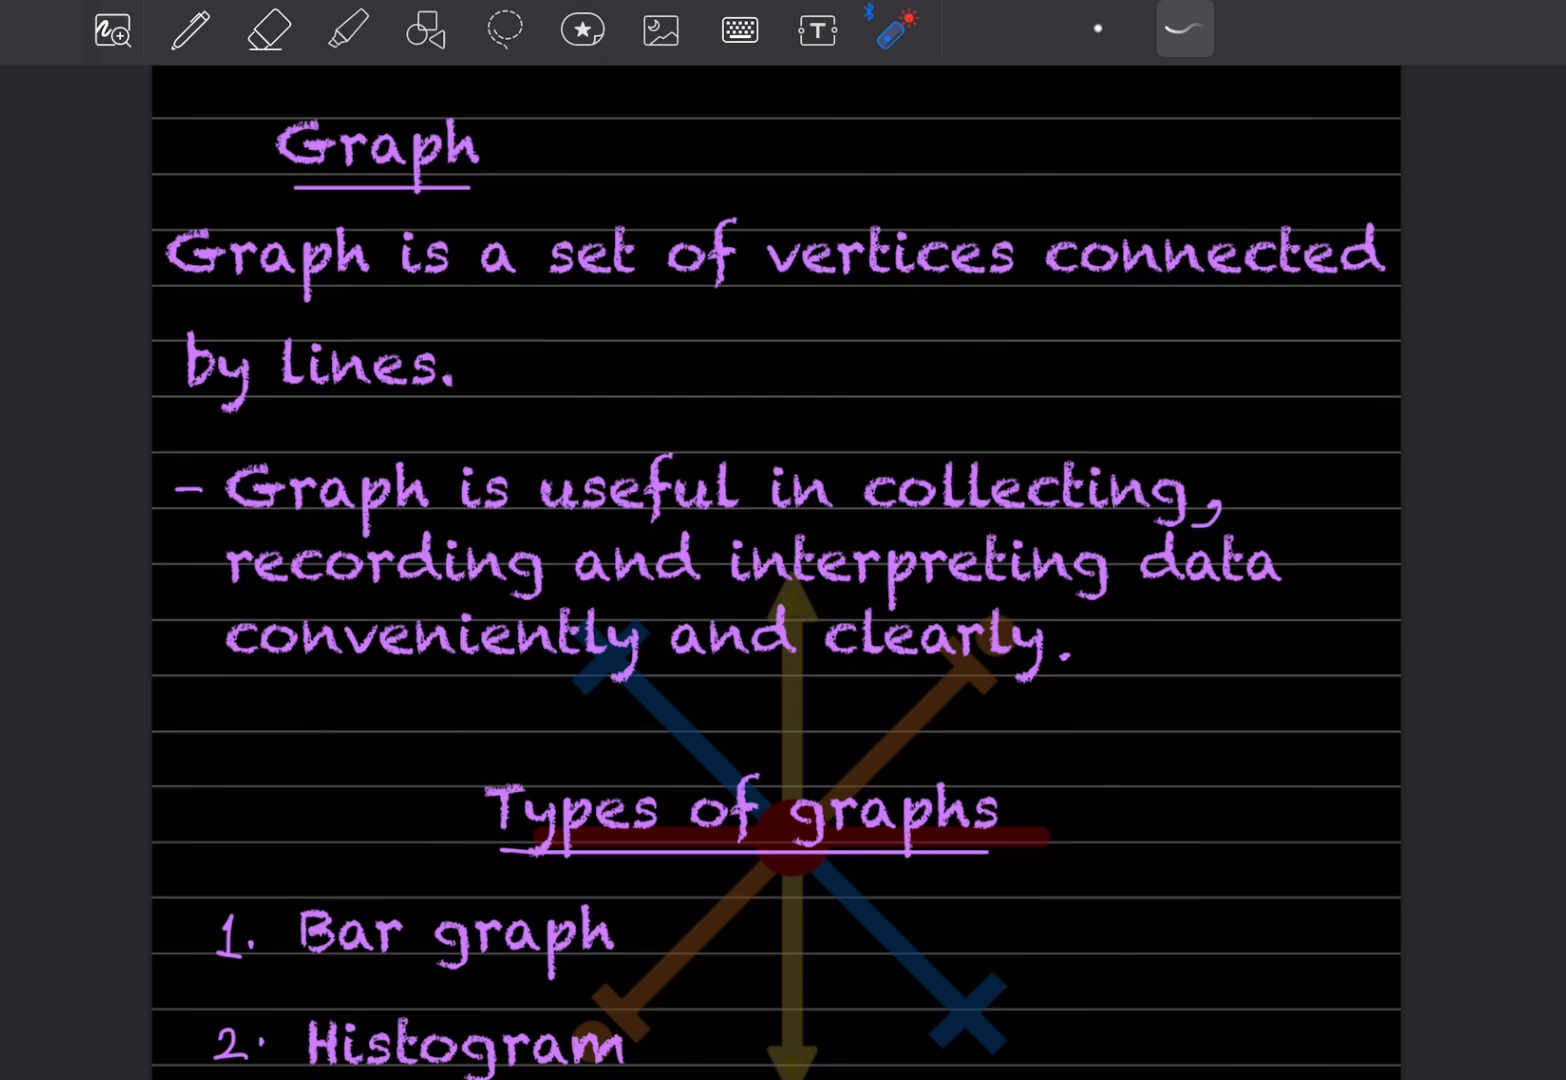 Graph
Graph is a set of vertices connected
by lines.
- Graph is useful in collecting,
recording and interpreting data
conveniently and clearly.
Types of graphs
1. Bar graph
2. Histogram